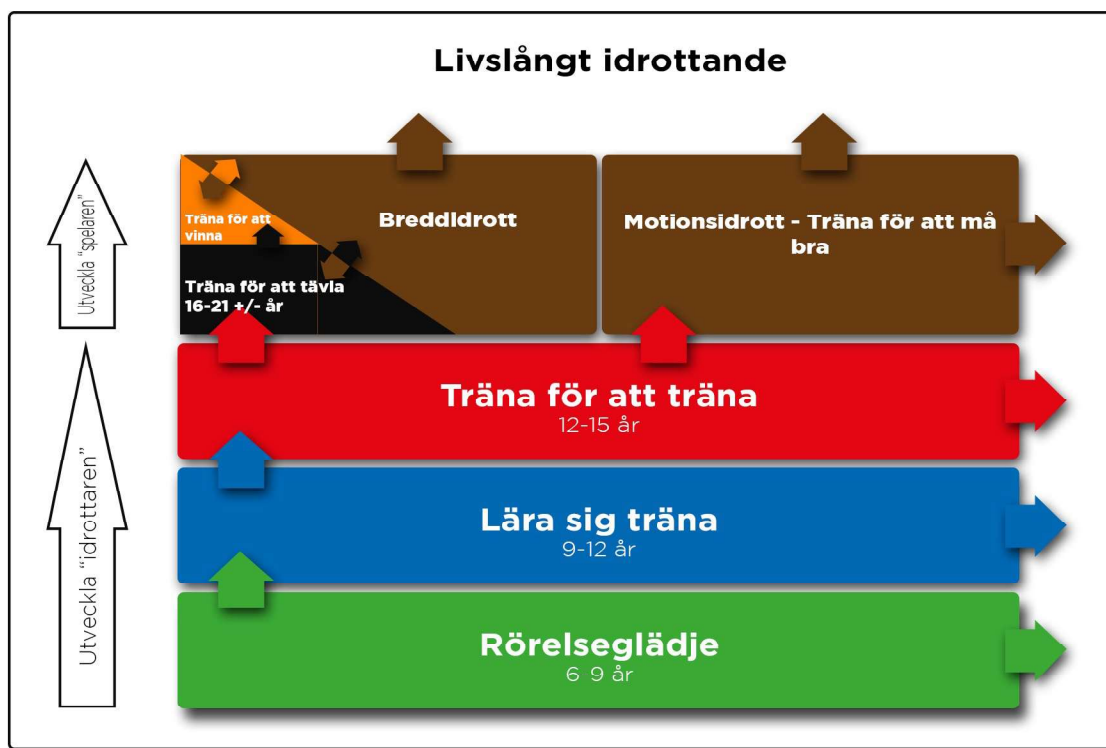 Livslångt idrottande
Utveckla "spelaren"
Träna för att
vinna
Träna för att tävla
16-21 +/- år
Breddidrott
Motionsidrott - Träna för att må
bra
Utveckla "idrottaren"
Träna för att träna
12-15 år
Lära sig träna
9-12 år
Rörelseglädje
6-9 år